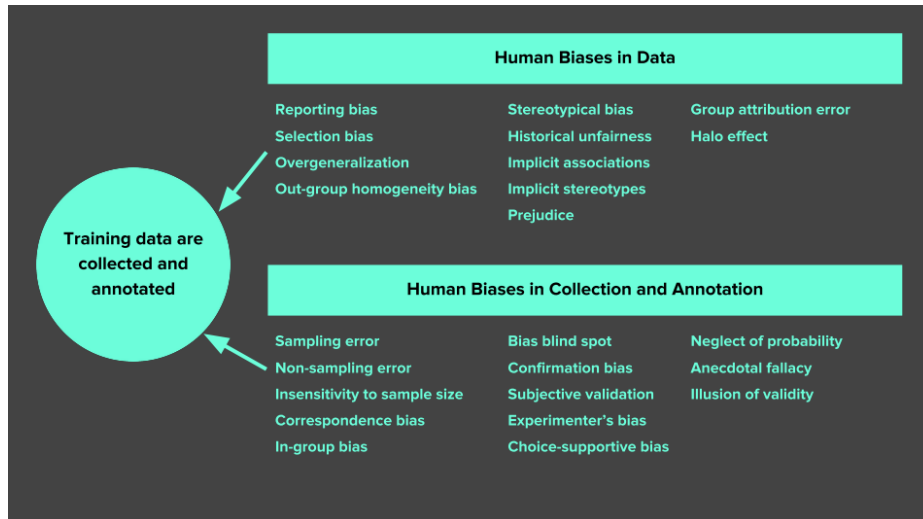 Human Biases in Data
Reporting bias
Selection bias
Overgeneralization
Out-group homogeneity bias
Stereotypical bias
Historical unfairness
Implicit associations
Implicit stereotypes
Prejudice
Group attribution error
Halo effect
Training data are
collected and
annotated
Human Biases in Collection and Annotation
Sampling error
Non-sampling error
Insensitivity to sample size
Correspondence bias
In-group bias
Bias blind spot
Confirmation bias
Subjective validation
Experimenter’s bias
Choice-supportive bias
Neglect of probability
Anecdotal fallacy
Illusion of validity